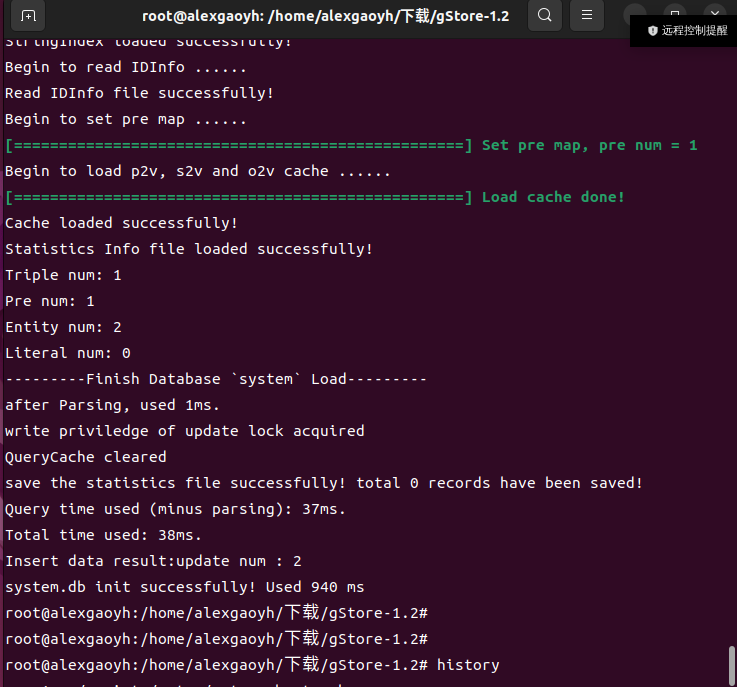 root@alexgaoyh: /home/alexgaoyh/下载/gStore-1.2
远程控制提醒
StringIndex loaded successfully!
Begin to read IDInfo ......
Read IDInfo file successfully!
Begin to set pre map ......
[==================================================] Set pre map, pre num = 1
Begin to load p2v, s2v and o2v cache ......
[==================================================] Load cache done!
Cache loaded successfully!
Statistics Info file loaded successfully!
Triple num: 1
Pre num: 1
Entity num: 2
Literal num: 0
---------Finish Database `system` Load---------
after Parsing, used 1ms.
write priviledge of update lock acquired
QueryCache cleared
save the statistics file successfully! total 0 records have been saved!
Query time used (minus parsing): 37ms.
Total time used: 38ms.
Insert data result:update num : 2
system.db init successfully! Used 940 ms
root@alexgaoyh:/home/alexgaoyh/下载/gStore-1.2#
root@alexgaoyh:/home/alexgaoyh/下载/gStore-1.2#
root@alexgaoyh:/home/alexgaoyh/下载/gStore-1.2# history